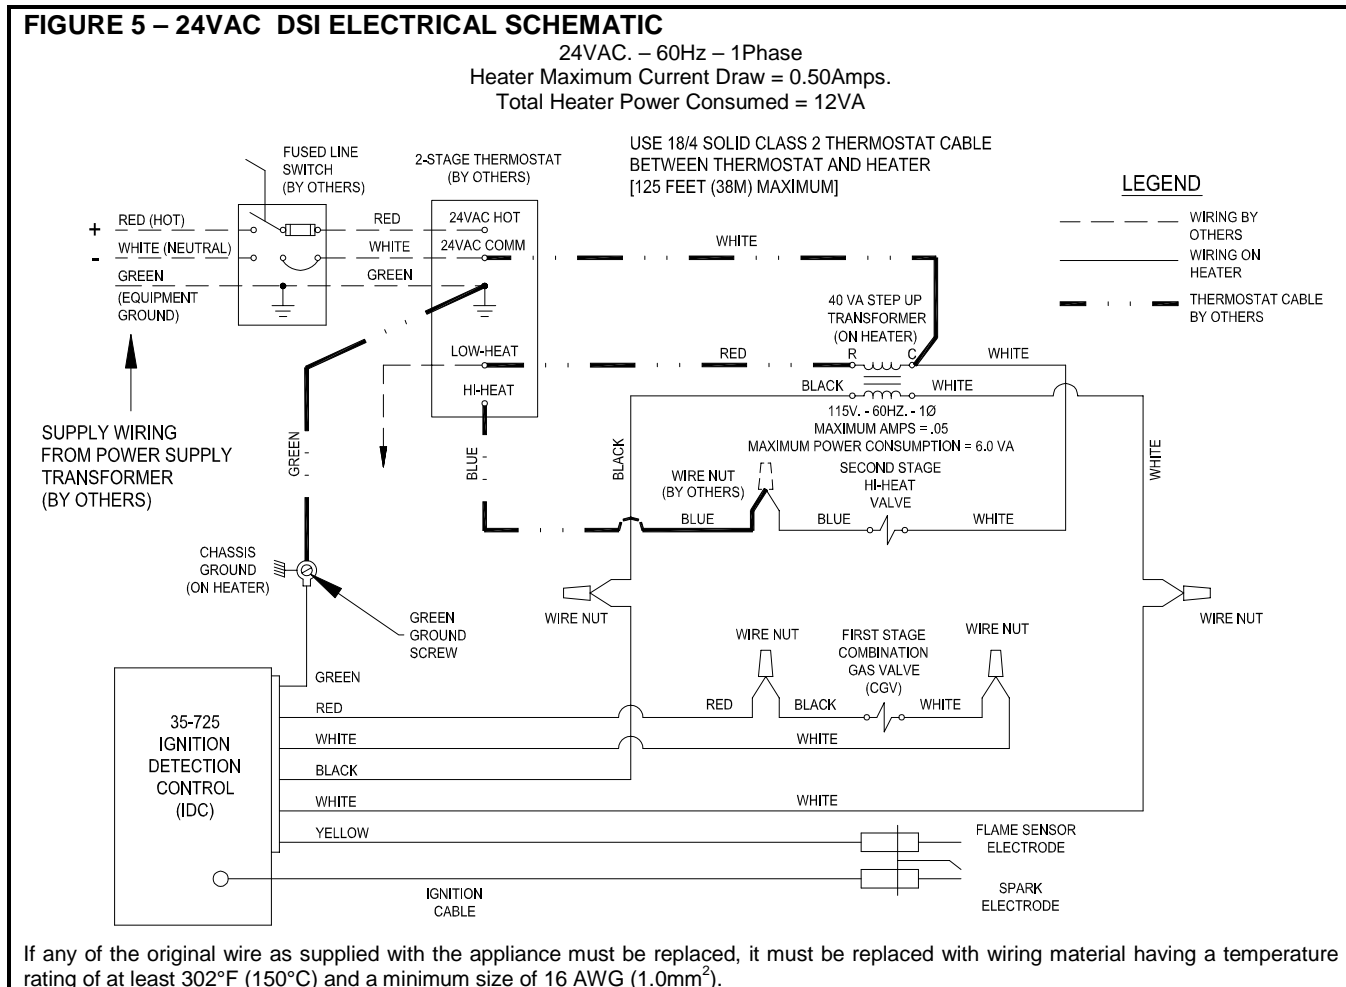 FIGURE 5 – 24VAC DSI ELECTRICAL SCHEMATIC
24VAC. – 60Hz – 1Phase
Heater Maximum Current Draw = 0.50Amps.
Total Heater Power Consumed = 12VA
USE 18/4 SOLID CLASS 2 THERMOSTAT CABLE
BETWEEN THERMOSTAT AND HEATER
[125 FEET (38M) MAXIMUM]
FUSED LINE
SWITCH
(BY OTHERS)
2-STAGE THERMOSTAT
(BY OTHERS)
LEGEND
WIRING BY
OTHERS
WIRING ON
HEATER
THERMOSTAT CABLE
BY OTHERS
+
RED (HOT)
RED
24VAC HOT
-
WHITE (NEUTRAL)
WHITE
24VAC COMM
WHITE
GREEN
(EQUIPMENT
GROUND)
GREEN
40 VA STEP UP
TRANSFORMER
(ON HEATER)
LOW-HEAT
RED
R
C
WHITE
HI-HEAT
BLACK
WHITE
115V. - 60HZ. - 1Ø
MAXIMUM AMPS = .05
MAXIMUM POWER CONSUMPTION = 6.0 VA
SUPPLY WIRING
FROM POWER SUPPLY
TRANSFORMER
(BY OTHERS)
GREEN
BLUE
BLACK
WHITE
WIRE NUT
(BY OTHERS)
SECOND STAGE
HI-HEAT
VALVE
BLUE
BLUE
WHITE
CHASSIS
GROUND
(ON HEATER)
GREEN
GROUND
SCREW
WIRE NUT
WIRE NUT
WIRE NUT
FIRST STAGE
COMBINATION
GAS VALVE
(CGV)
WIRE NUT
35-725
IGNITION
DETECTION
CONTROL
(IDC)
GREEN
RED
RED
BLACK
WHITE
WHITE
WHITE
BLACK
WHITE
WHITE
YELLOW
FLAME SENSOR
ELECTRODE
IGNITION
CABLE
SPARK
ELECTRODE
If any of the original wire as supplied with the appliance must be replaced, it must be replaced with wiring material having a temperature
rating of at least 302°F (150°C) and a minimum size of 16 AWG (1.0mm²).